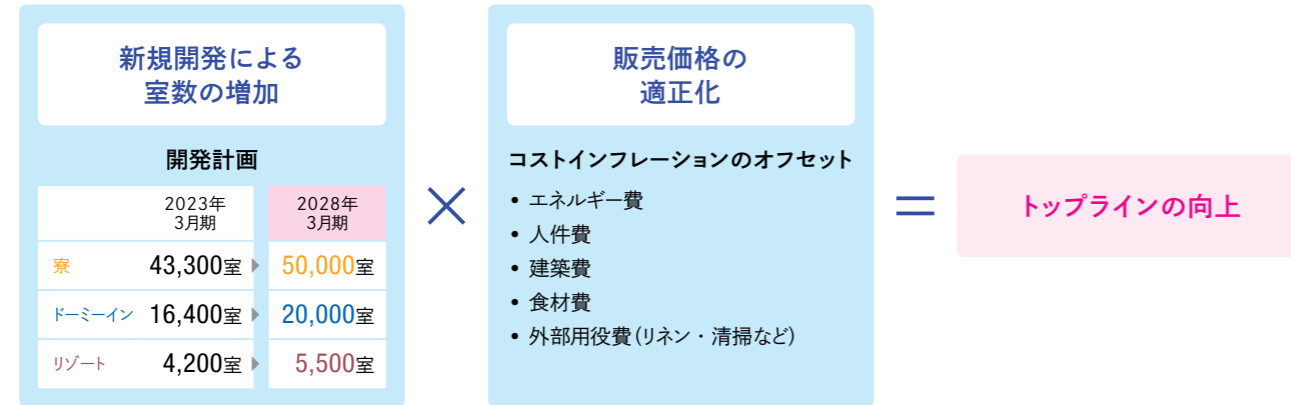 新規開発による
室数の増加
開発計画
2023年
3月期
2028年
3月期
寮 43,300室 50,000室
ドーミーイン 16,400室 20,000室
リゾート 4,200室 5,500室
×
販売価格の
適正化
コストインフレーションのオフセット
• エネルギー費
• 人件費
• 建築費
• 食材費
• 外部用役費(リネン・清掃など)
=
トップラインの向上